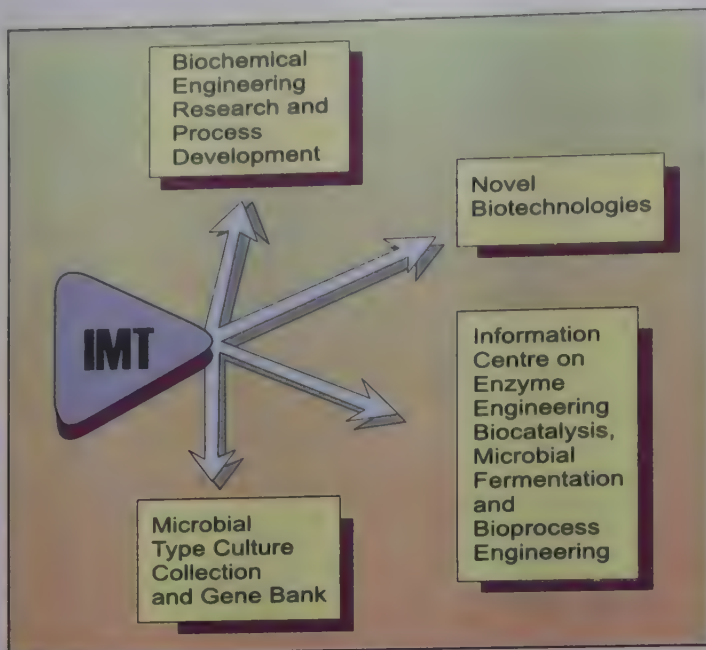 Biochemical
Engineering
Research and
Process
Development
Novel
Biotechnologies
IMT
Information
Centre on
Enzyme
Engineering
Biocatalysis,
Microbial
Fermentation
and
Bioprocess
Engineering
Microbial
Type Culture
Collection
and Gene Bank